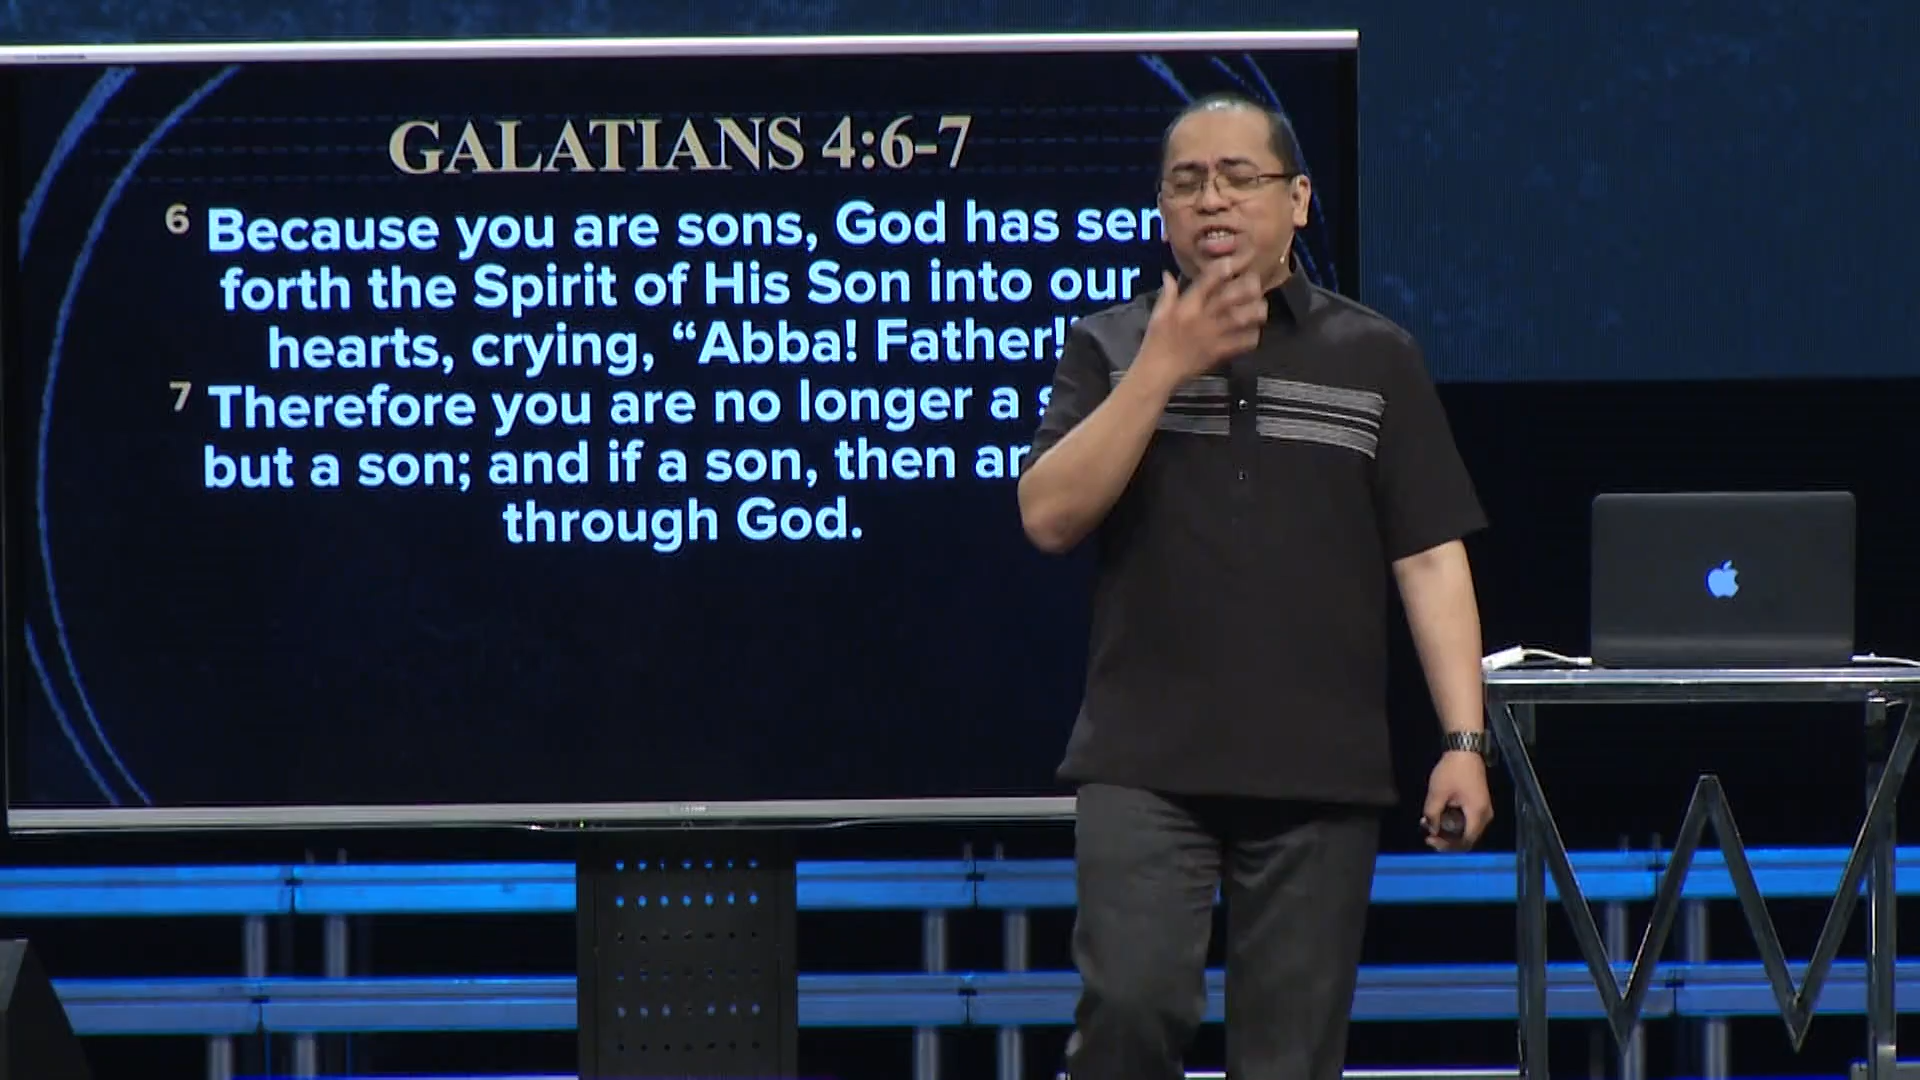 GALATIANS 4:6-7
6 Because you are sons, God has sen
forth the Spirit of His Son into our
hearts, crying, “Abba! Father!”
7 Therefore you are no longer a s
but a son; and if a son, then an
through God.